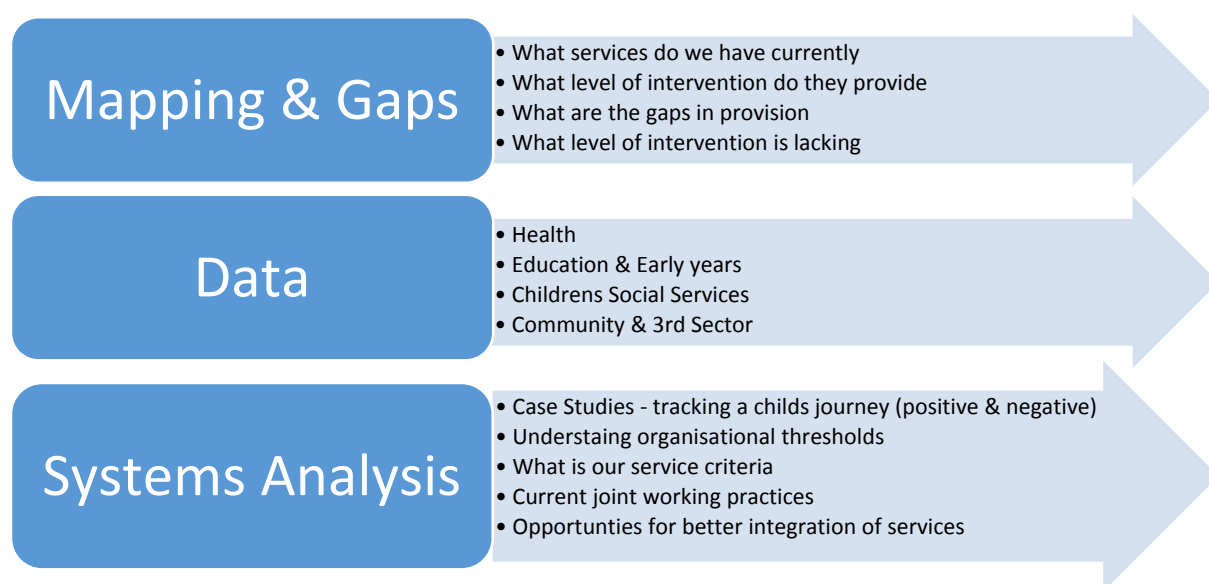 Mapping & Gaps
• What services do we have currently
• What level of intervention do they provide
• What are the gaps in provision
• What level of intervention is lacking
Data
• Health
• Education & Early years
• Childrens Social Services
• Community & 3rd Sector
Systems Analysis
• Case Studies - tracking a childs journey (positive & negative)
• Understaing organisational thresholds
• What is our service criteria
• Current joint working practices
• Opportunties for better integration of services